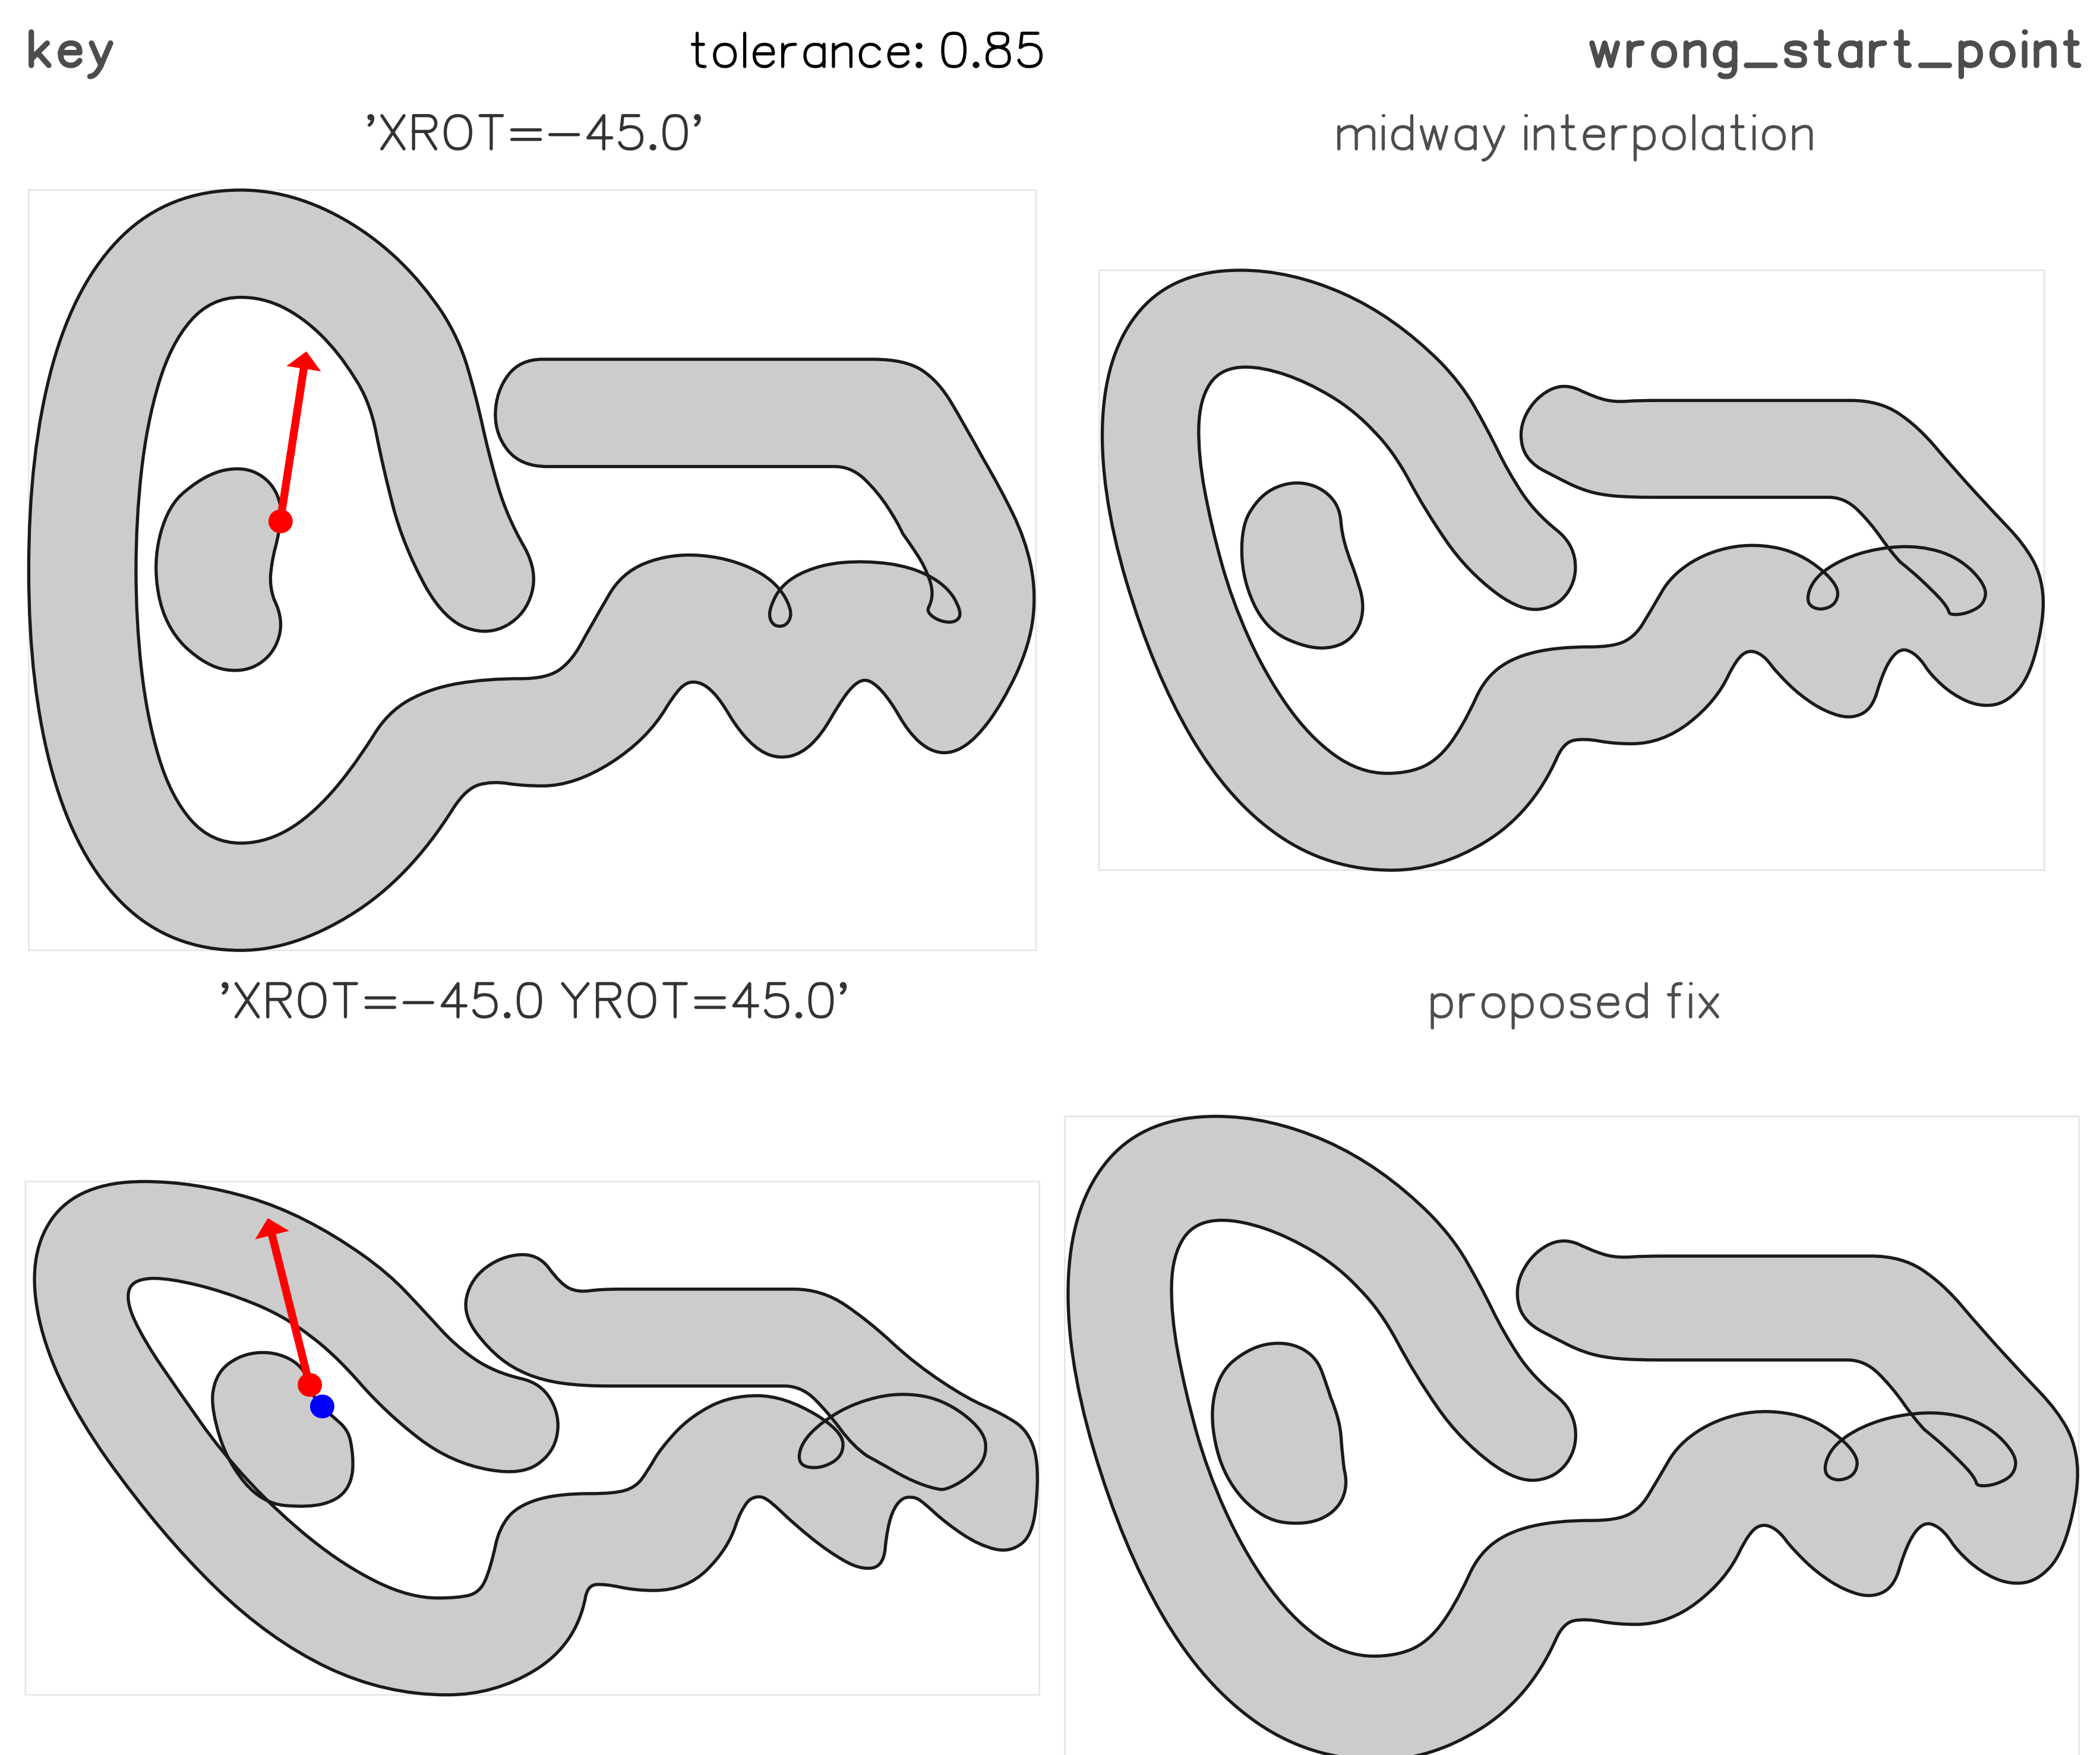 key tolerance: 0.85 wrong_start_point
'XROT=−45.0' midway interpolation
'XROT=−45.0 YROT=45.0' proposed fix